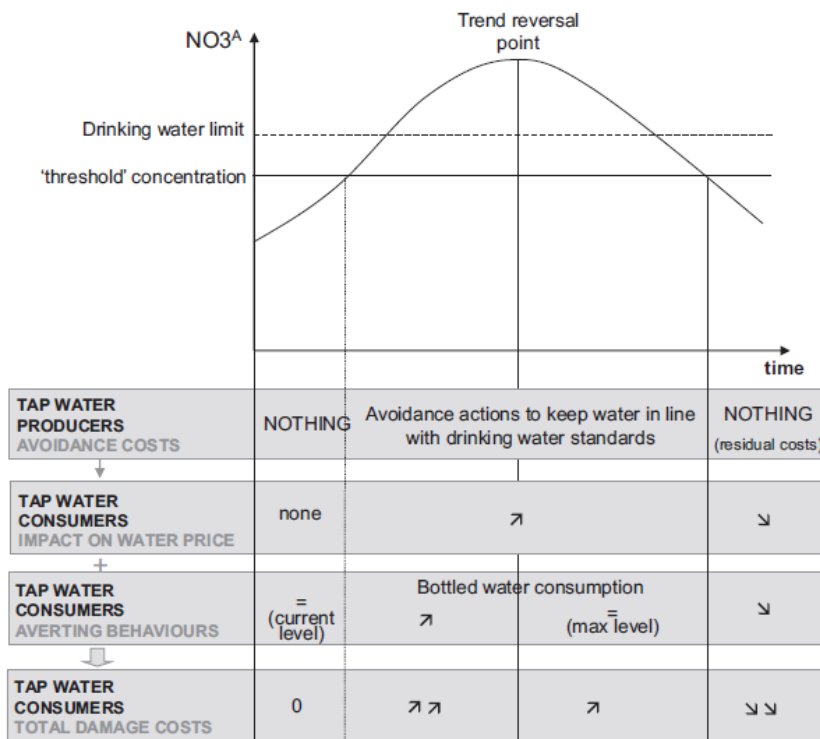 Trend reversal
point
NO3ᴬ
Drinking water limit
'threshold' concentration
time
TAP WATER
PRODUCERS
AVOIDANCE COSTS
NOTHING
Avoidance actions to keep water in line
with drinking water standards
NOTHING
(residual costs)
TAP WATER
CONSUMERS
IMPACT ON WATER PRICE
none
↗
↘
+
TAP WATER
CONSUMERS
AVERTING BEHAVIOURS
=
(current
level)
Bottled water consumption
↗
=
(max level)
↘
TAP WATER
CONSUMERS
TOTAL DAMAGE COSTS
0
↗↗
↗
↘↘